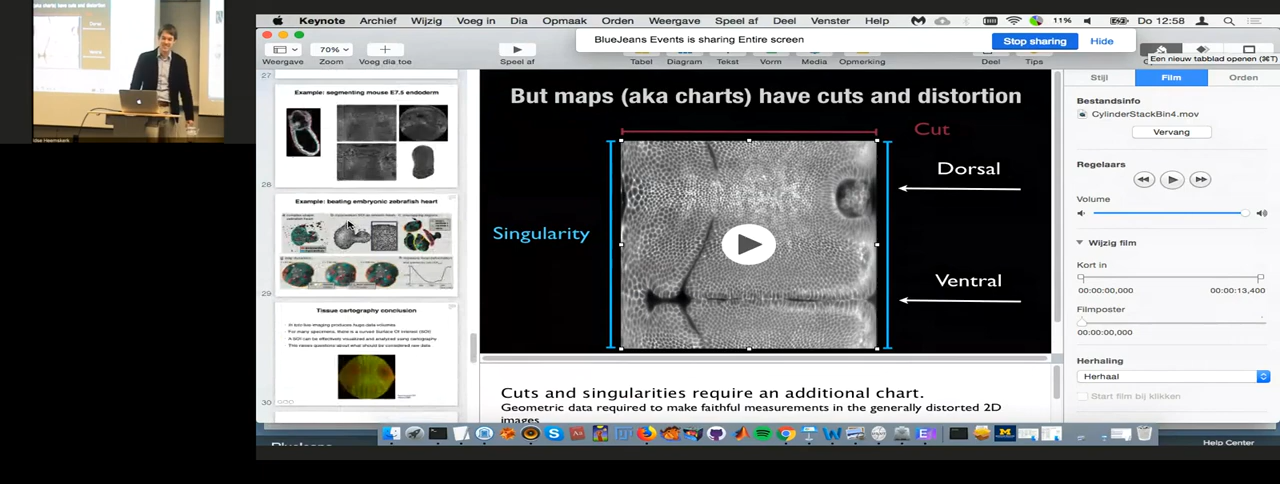 Keynote Archief Wijzig Voeg in Dia Opmaak Orden Weergave Speel af Deel Venster Help 11% Do 12:58
BlueJeans Events is sharing Entire screen Stop sharing Hide
70%
Weergave Zoom Voeg dia toe Speel af Tabel Diagram Tekst Vorm Media Opmerking Deel Tips
Een nieuw tabblad openen (⌘T)
Stijl Film Orden
27
Example: segmenting mouse E7.5 endoderm
28
Example: beating embryonic zebrafish heart
29
Tissue cartography conclusion
30
But maps (aka charts) have cuts and distortion
Cut
Dorsal
Singularity
Ventral
Cuts and singularities require an additional chart.
Geometric data required to make faithful measurements in the generally distorted 2D
images
Bestandsinfo
CylinderStackBin4.mov
Vervang
Regelaars
Volume
Wijzig film
Kort in
00:00:00,000 00:00:13,400
Filmposter
00:00:00,000
Herhaling
Herhaal
Start film bij klikken
BlueJeans
Help Center